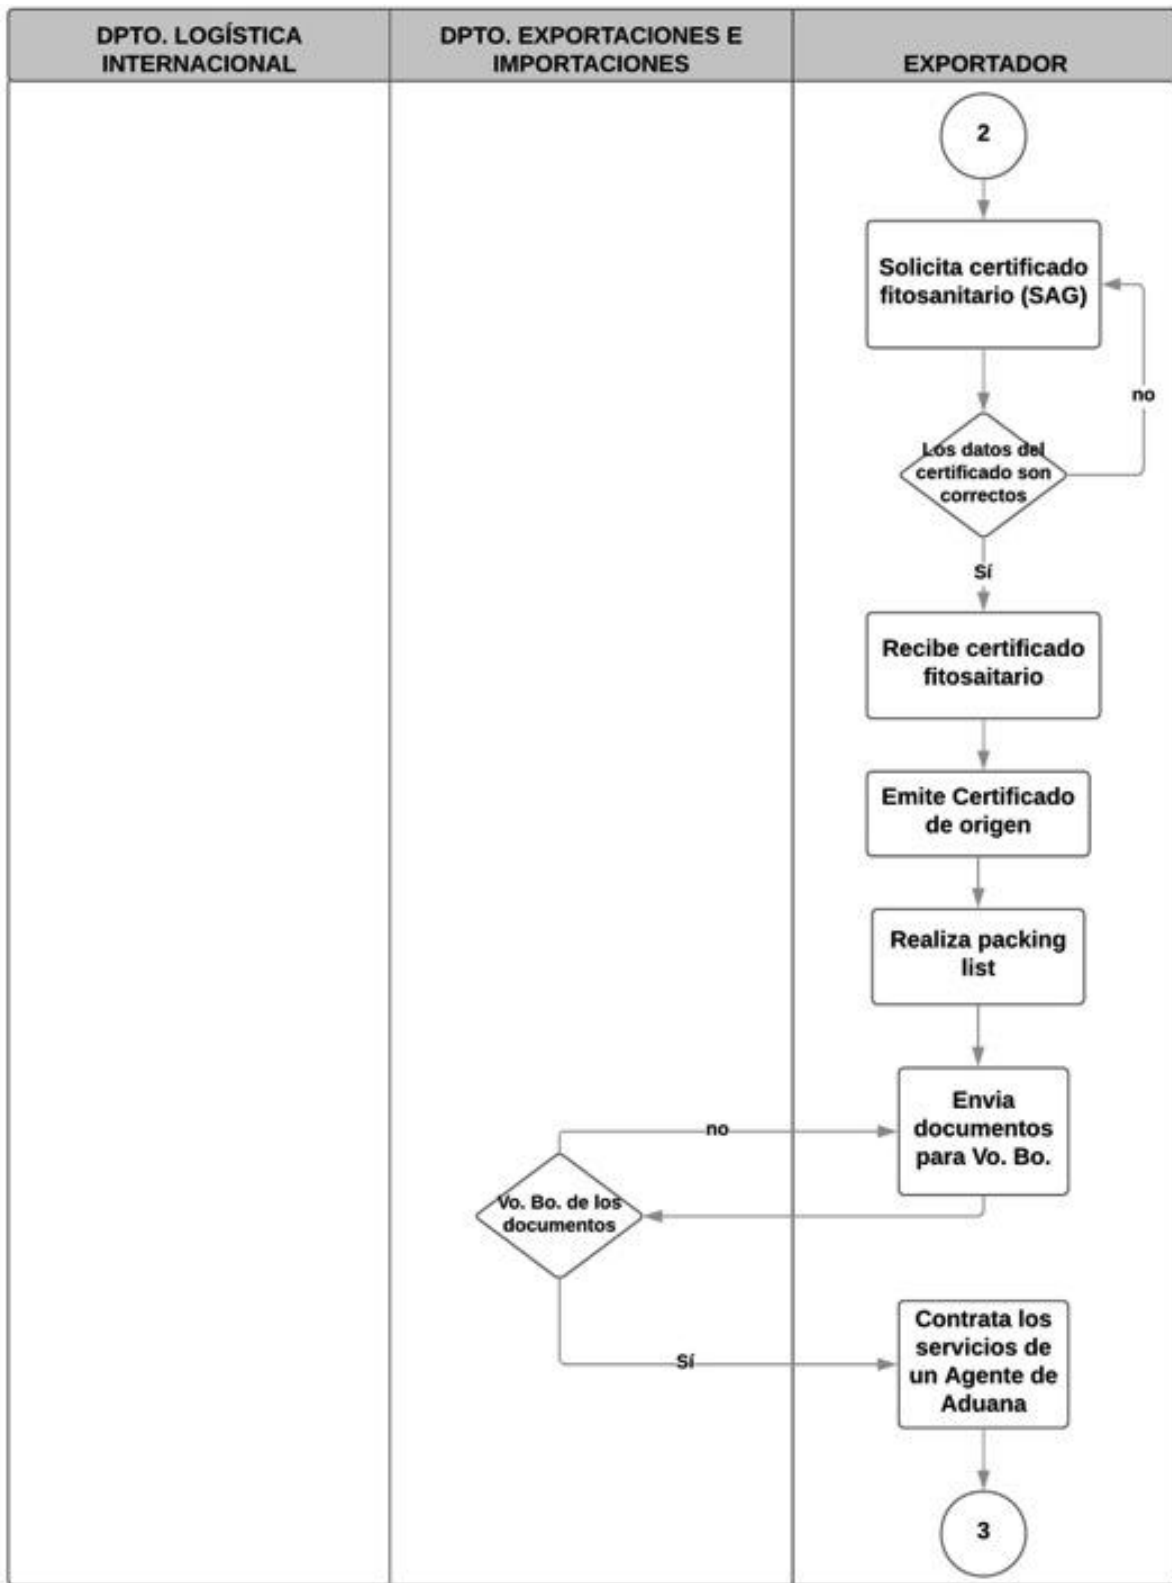 DPTO. LOGÍSTICA
INTERNACIONAL
DPTO. EXPORTACIONES E
IMPORTACIONES
EXPORTADOR
2
Solicita certificado
fitosanitario (SAG)
no
Los datos del
certificado son
correctos
Sí
Recibe certificado
fitosaitario
Emite Certificado
de origen
Realiza packing
list
Envia
documentos
para Vo. Bo.
no
Vo. Bo. de los
documentos
Contrata los
servicios de
un Agente de
Aduana
Sí
3